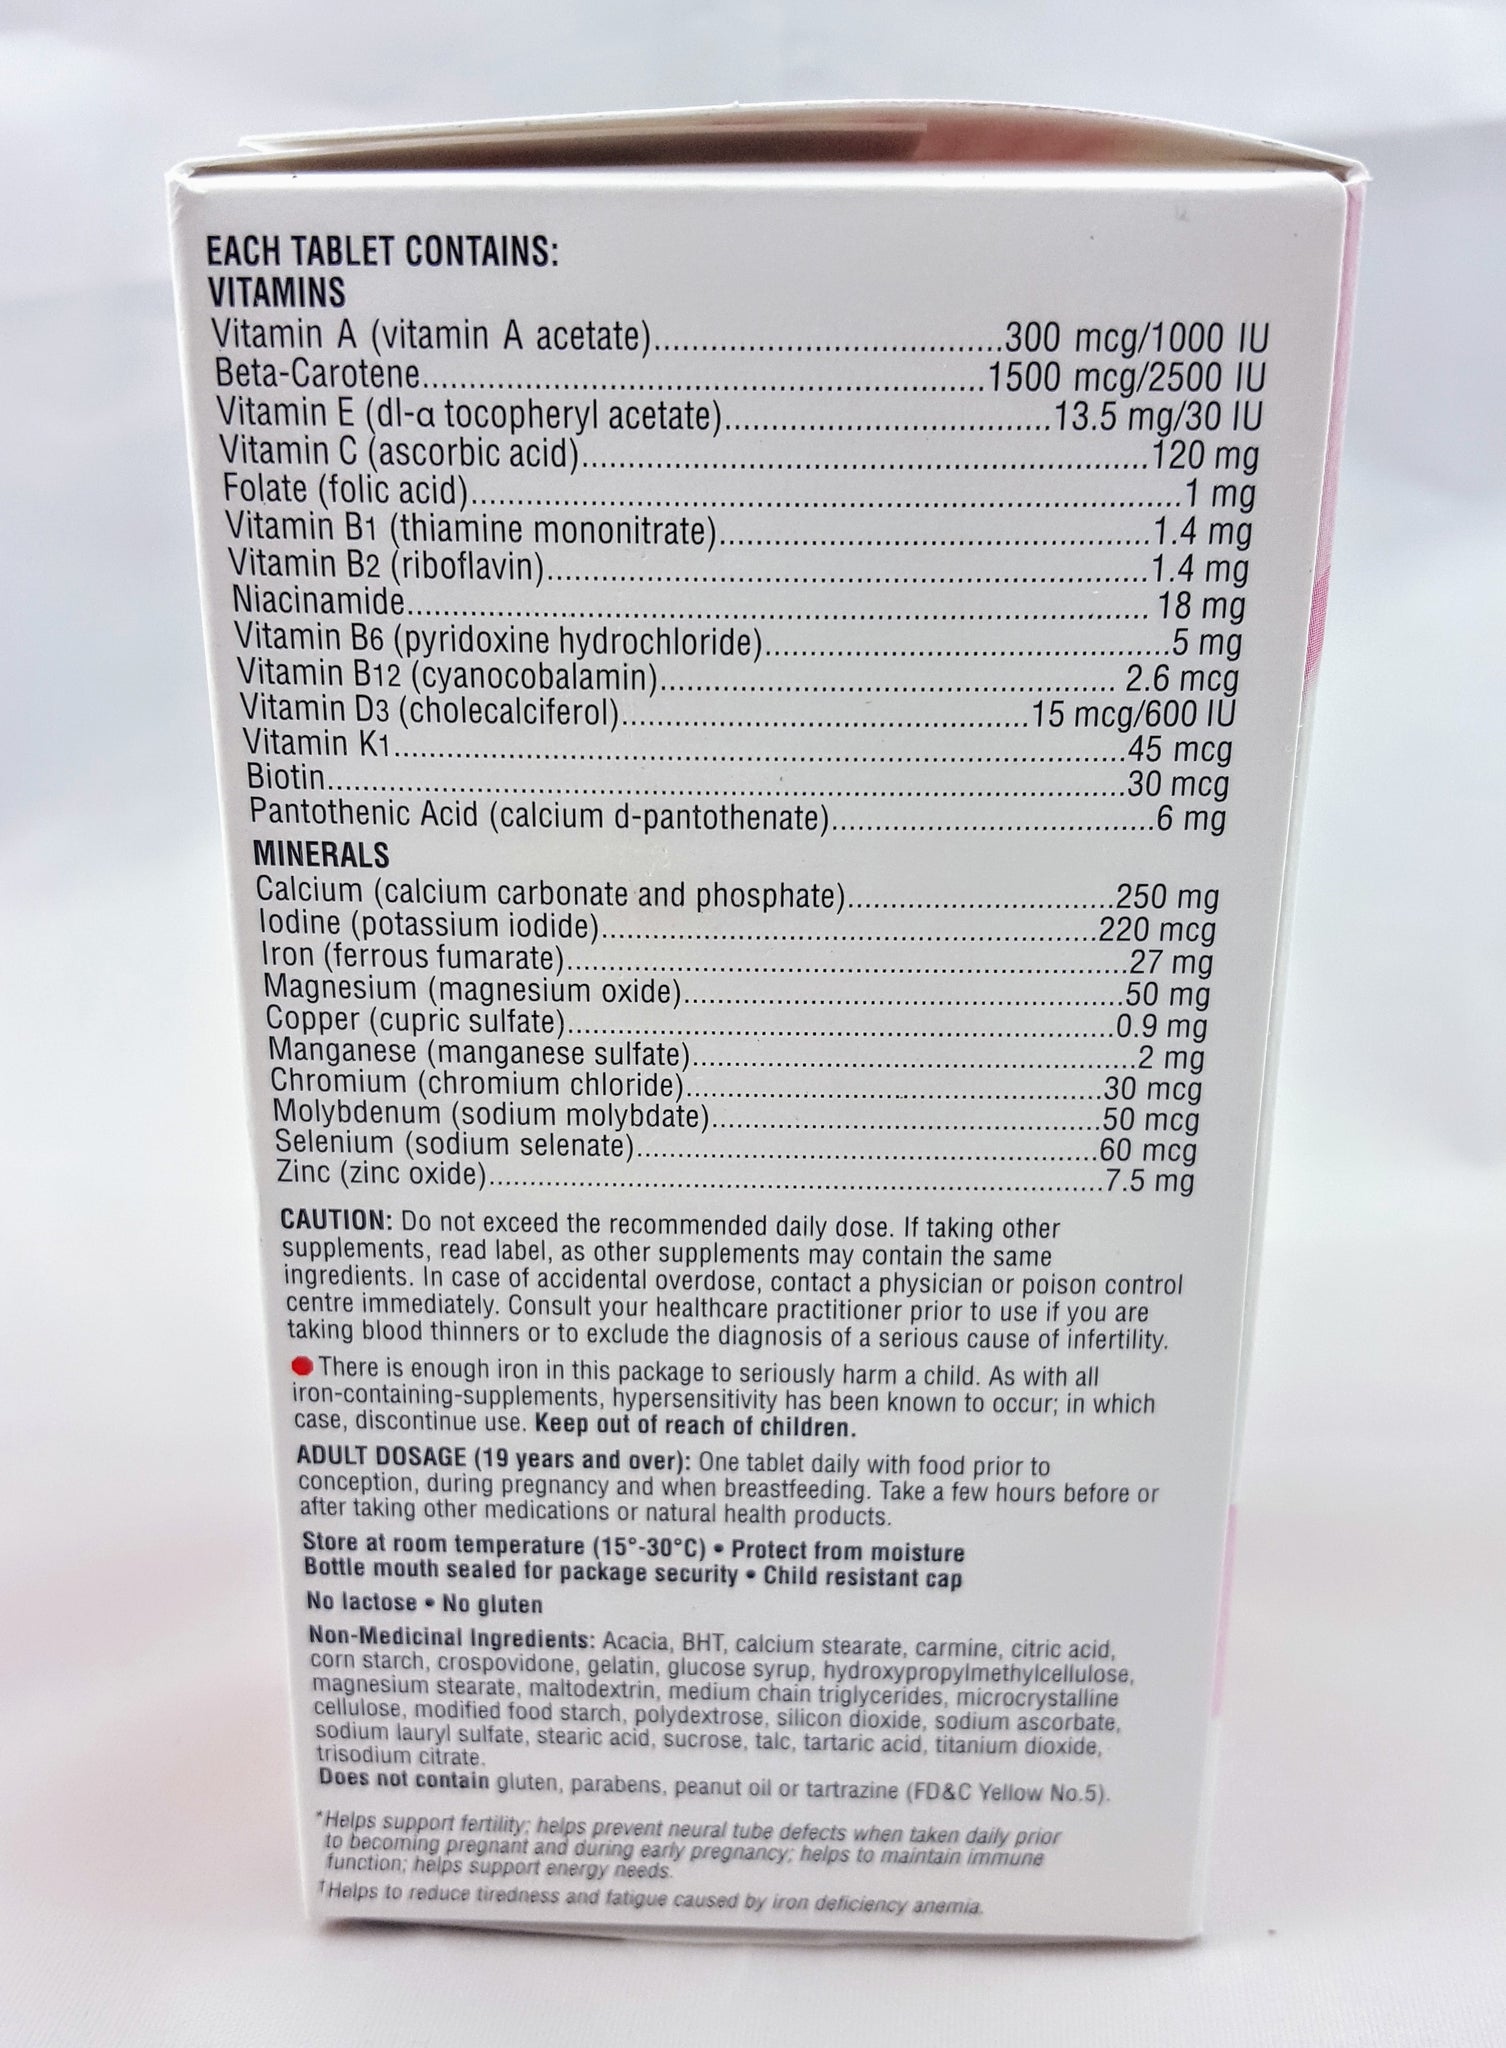 EACH TABLET CONTAINS:
VITAMINS
Vitamin A (vitamin A acetate)..................................300 mcg/1000 IU
Beta-Carotene.......................................................1500 mcg/2500 IU
Vitamin E (dl-α tocopheryl acetate)................................13.5 mg/30 IU
Vitamin C (ascorbic acid).......................................................120 mg
Folate (folic acid).....................................................................1 mg
Vitamin B1 (thiamine mononitrate)..........................................1.4 mg
Vitamin B2 (riboflavin)...........................................................1.4 mg
Niacinamide......................................................................... 18 mg
Vitamin B6 (pyridoxine hydrochloride)........................................5 mg
Vitamin B12 (cyanocobalamin)............................................. 2.6 mcg
Vitamin D3 (cholecalciferol)........................................15 mcg/600 IU
Vitamin K1.........................................................................45 mcg
Biotin................................................................................30 mcg
Pantothenic Acid (calcium d-pantothenate)................................6 mg
MINERALS
Calcium (calcium carbonate and phosphate)..........................250 mg
Iodine (potassium iodide)..................................................220 mcg
Iron (ferrous fumarate)........................................................27 mg
Magnesium (magnesium oxide)............................................50 mg
Copper (cupric sulfate).......................................................0.9 mg
Manganese (manganese sulfate)............................................2 mg
Chromium (chromium chloride)..........................................30 mcg
Molybdenum (sodium molybdate).......................................50 mcg
Selenium (sodium selenate)..............................................60 mcg
Zinc (zinc oxide)..............................................................7.5 mg
CAUTION: Do not exceed the recommended daily dose. If taking other
supplements, read label, as other supplements may contain the same
ingredients. In case of accidental overdose, contact a physician or poison control
centre immediately. Consult your healthcare practitioner prior to use if you are
taking blood thinners or to exclude the diagnosis of a serious cause of infertility.
There is enough iron in this package to seriously harm a child. As with all
iron-containing-supplements, hypersensitivity has been known to occur; in which
case, discontinue use. Keep out of reach of children.
ADULT DOSAGE (19 years and over): One tablet daily with food prior to
conception, during pregnancy and when breastfeeding. Take a few hours before or
after taking other medications or natural health products.
Store at room temperature (15°-30°C) • Protect from moisture
Bottle mouth sealed for package security • Child resistant cap
No lactose • No gluten
Non-Medicinal Ingredients: Acacia, BHT, calcium stearate, carmine, citric acid,
corn starch, crospovidone, gelatin, glucose syrup, hydroxypropylmethylcellulose,
magnesium stearate, maltodextrin, medium chain triglycerides, microcrystalline
cellulose, modified food starch, polydextrose, silicon dioxide, sodium ascorbate,
sodium lauryl sulfate, stearic acid, sucrose, talc, tartaric acid, titanium dioxide,
trisodium citrate.
Does not contain gluten, parabens, peanut oil or tartrazine (FD&C Yellow No.5).
*Helps support fertility; helps prevent neural tube defects when taken daily prior
to becoming pregnant and during early pregnancy; helps to maintain immune
function; helps support energy needs.
†Helps to reduce tiredness and fatigue caused by iron deficiency anemia.